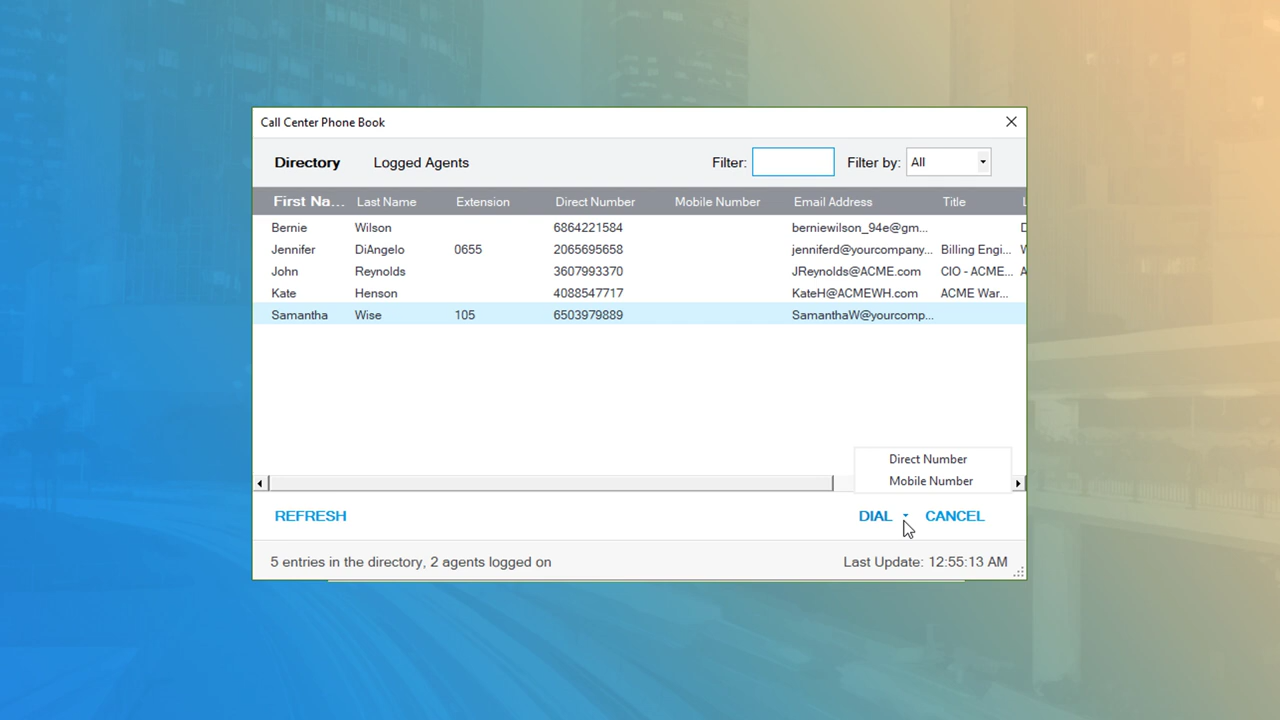 Call Center Phone Book
Directory Logged Agents Filter: Filter by: All
First Na... Last Name Extension Direct Number Mobile Number Email Address Title
Bernie Wilson 6864221584 berniewilson_94e@gm...
Jennifer DiAngelo 0655 2065695658 jenniferd@yourcompany... Billing Engi...
John Reynolds 3607993370 JReynolds@ACME.com CIO - ACME...
Kate Henson 4088547717 KateH@ACMEWH.com ACME War...
Samantha Wise 105 6503979889 SamanthaW@yourcomp...
Direct Number
Mobile Number
REFRESH DIAL CANCEL
5 entries in the directory, 2 agents logged on Last Update: 12:55:13 AM